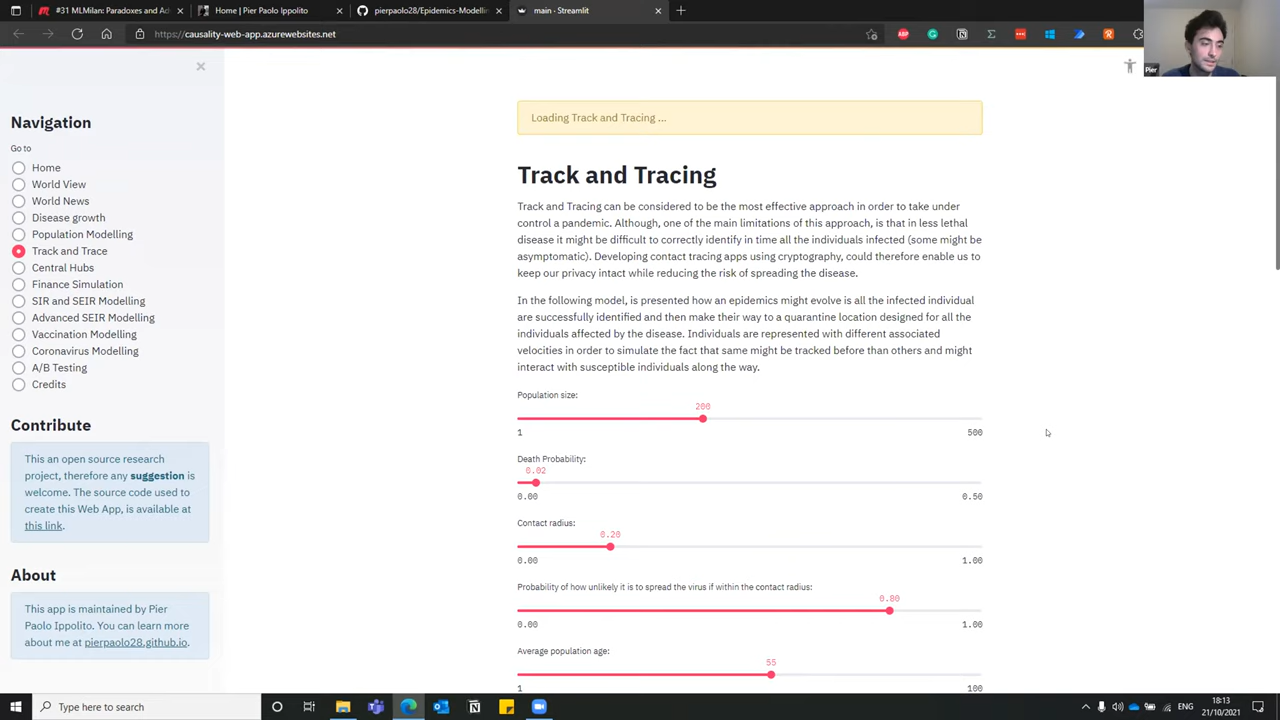 #31 MLMilan: Paradoxes and Ad
Home | Pier Paolo Ippolito
pierpaolo28/Epidemics-Modelling
main · Streamlit
https://causality-web-app.azurewebsites.net
Pier
Navigation
Go to
Home
World View
World News
Disease growth
Population Modelling
Track and Trace
Central Hubs
Finance Simulation
SIR and SEIR Modelling
Advanced SEIR Modelling
Vaccination Modelling
Coronavirus Modelling
A/B Testing
Credits
Contribute
This an open source research
project, therefore any suggestion is
welcome. The source code used to
create this Web App, is available at
this link.
About
This app is maintained by Pier
Paolo Ippolito. You can learn more
about me at pierpaolo28.github.io.
Loading Track and Tracing ...
Track and Tracing
Track and Tracing can be considered to be the most effective approach in order to take under
control a pandemic. Although, one of the main limitations of this approach, is that in less lethal
disease it might be difficult to correctly identify in time all the individuals infected (some might be
asymptomatic). Developing contact tracing apps using cryptography, could therefore enable us to
keep our privacy intact while reducing the risk of spreading the disease.
In the following model, is presented how an epidemics might evolve is all the infected individual
are successfully identified and then make their way to a quarantine location designed for all the
individuals affected by the disease. Individuals are represented with different associated
velocities in order to simulate the fact that same might be tracked before than others and might
interact with susceptible individuals along the way.
Population size:
200
1 500
Death Probability:
0.02
0.00 0.50
Contact radius:
0.20
0.00 1.00
Probability of how unlikely it is to spread the virus if within the contact radius:
0.80
0.00 1.00
Average population age:
55
1 100
Type here to search
18:13
21/10/2021